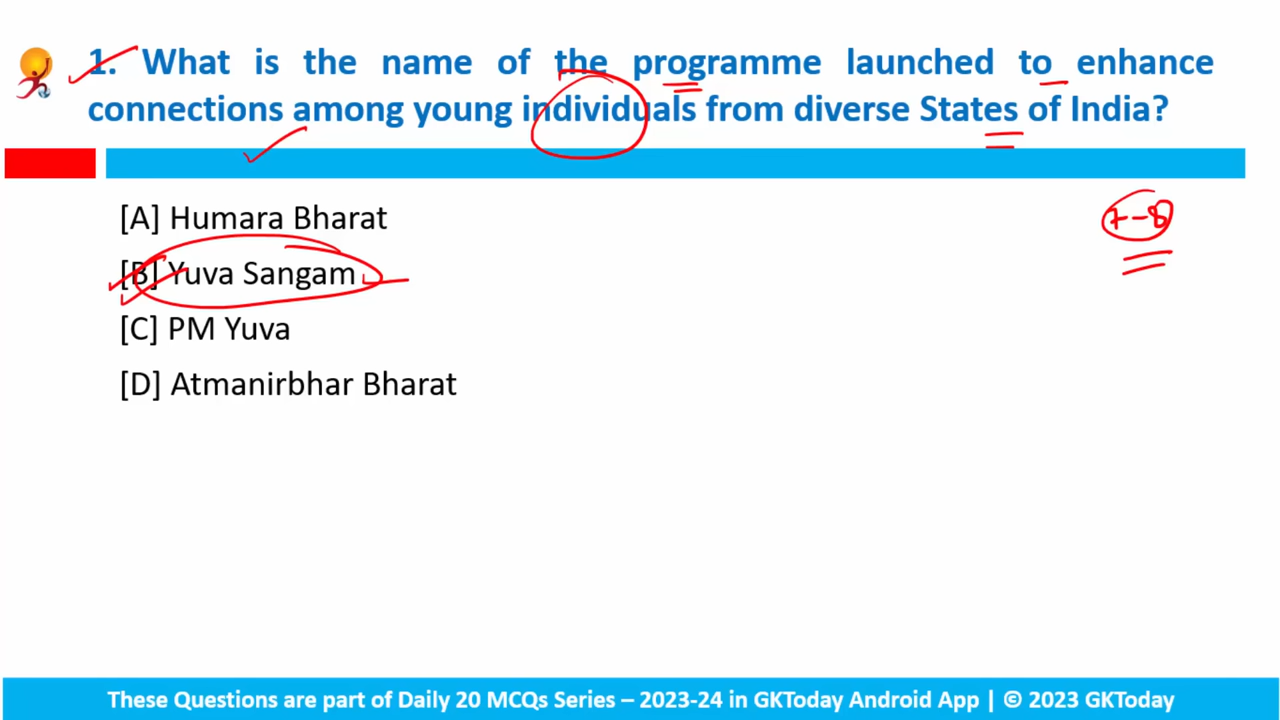 1. What is the name of the programme launched to enhance
connections among young individuals from diverse States of India?
7-8
[A] Humara Bharat
[B] Yuva Sangam
[C] PM Yuva
[D] Atmanirbhar Bharat
These Questions are part of Daily 20 MCQs Series – 2023-24 in GKToday Android App | © 2023 GKToday